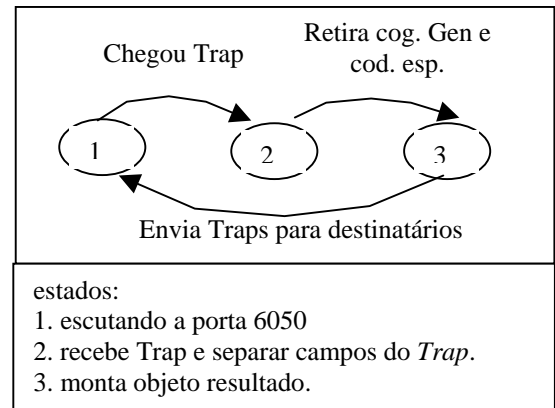 Chegou Trap
Retira cog. Gen e
cod. esp.
1
2
3
Envia Traps para destinatários
estados:
1. escutando a porta 6050
2. recebe Trap e separar campos do Trap.
3. monta objeto resultado.